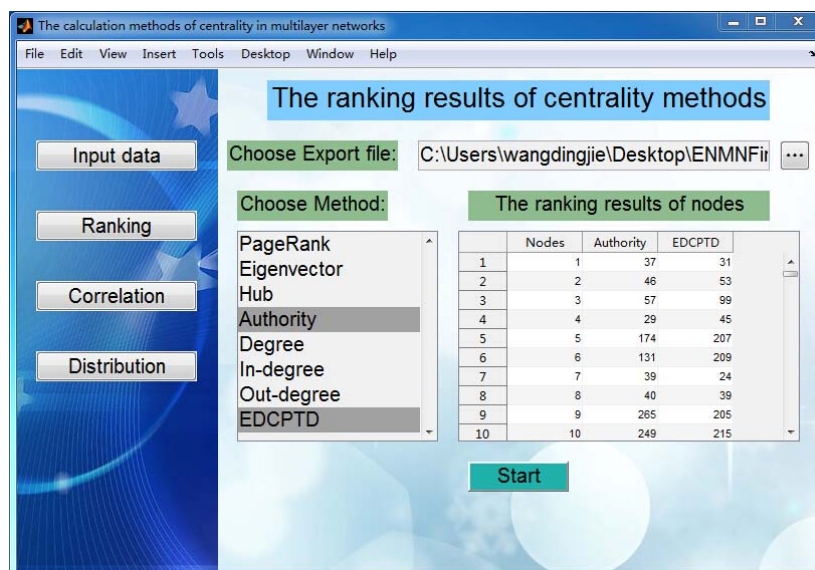 The calculation methods of centrality in multilayer networks
File Edit View Insert Tools Desktop Window Help
The ranking results of centrality methods
Input data
Ranking
Correlation
Distribution
Choose Export file: C:\Users\wangdingjie\Desktop\ENMNFir ...
Choose Method:
PageRank
Eigenvector
Hub
Authority
Degree
In-degree
Out-degree
EDCPTD
The ranking results of nodes
Nodes Authority EDCPTD
1 1 37 31
2 2 46 53
3 3 57 99
4 4 29 45
5 5 174 207
6 6 131 209
7 7 39 24
8 8 40 39
9 9 265 205
10 10 249 215
Start